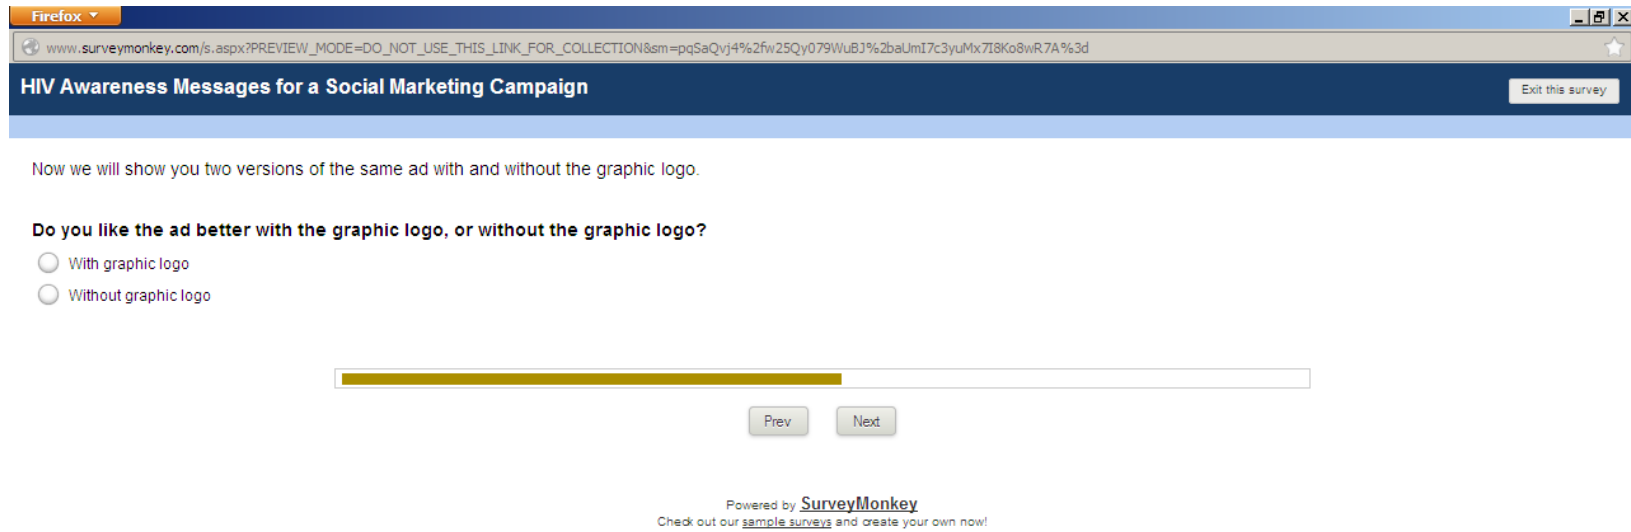 Firefox
www.surveymonkey.com/s.aspx?PREVIEW_MODE=DO_NOT_USE_THIS_LINK_FOR_COLLECTION&sm=pqSaQvj4%2fw25Qy079WuBJ%2baUmI7c3yuMx7I8Ko8wR7A%3d
HIV Awareness Messages for a Social Marketing Campaign
Exit this survey
Now we will show you two versions of the same ad with and without the graphic logo.
Do you like the ad better with the graphic logo, or without the graphic logo?
With graphic logo
Without graphic logo
Prev Next
Powered by SurveyMonkey
Check out our sample surveys and create your own now!